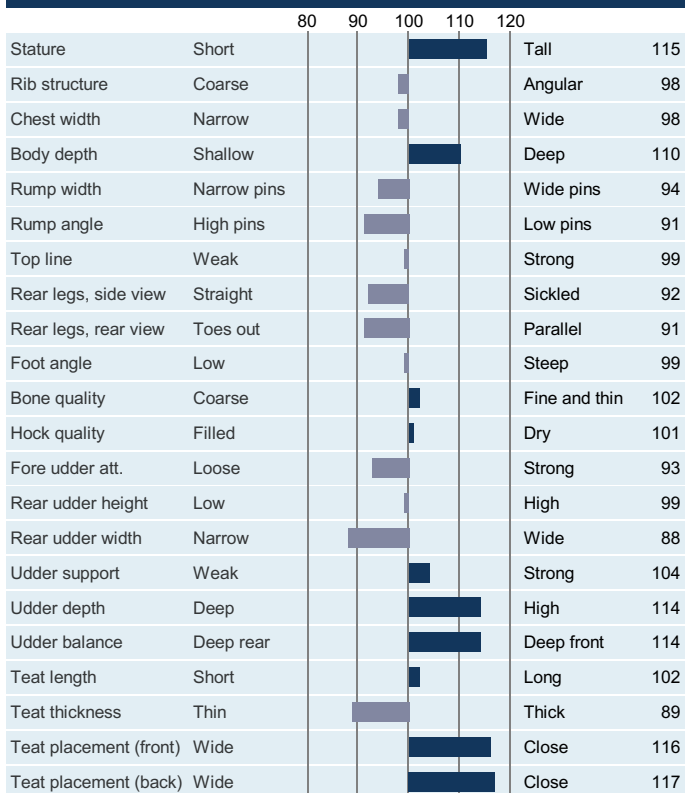 80 90 100 110 120
Stature Short Tall 115
Rib structure Coarse Angular 98
Chest width Narrow Wide 98
Body depth Shallow Deep 110
Rump width Narrow pins Wide pins 94
Rump angle High pins Low pins 91
Top line Weak Strong 99
Rear legs, side view Straight Sickled 92
Rear legs, rear view Toes out Parallel 91
Foot angle Low Steep 99
Bone quality Coarse Fine and thin 102
Hock quality Filled Dry 101
Fore udder att. Loose Strong 93
Rear udder height Low High 99
Rear udder width Narrow Wide 88
Udder support Weak Strong 104
Udder depth Deep High 114
Udder balance Deep rear Deep front 114
Teat length Short Long 102
Teat thickness Thin Thick 89
Teat placement (front) Wide Close 116
Teat placement (back) Wide Close 117